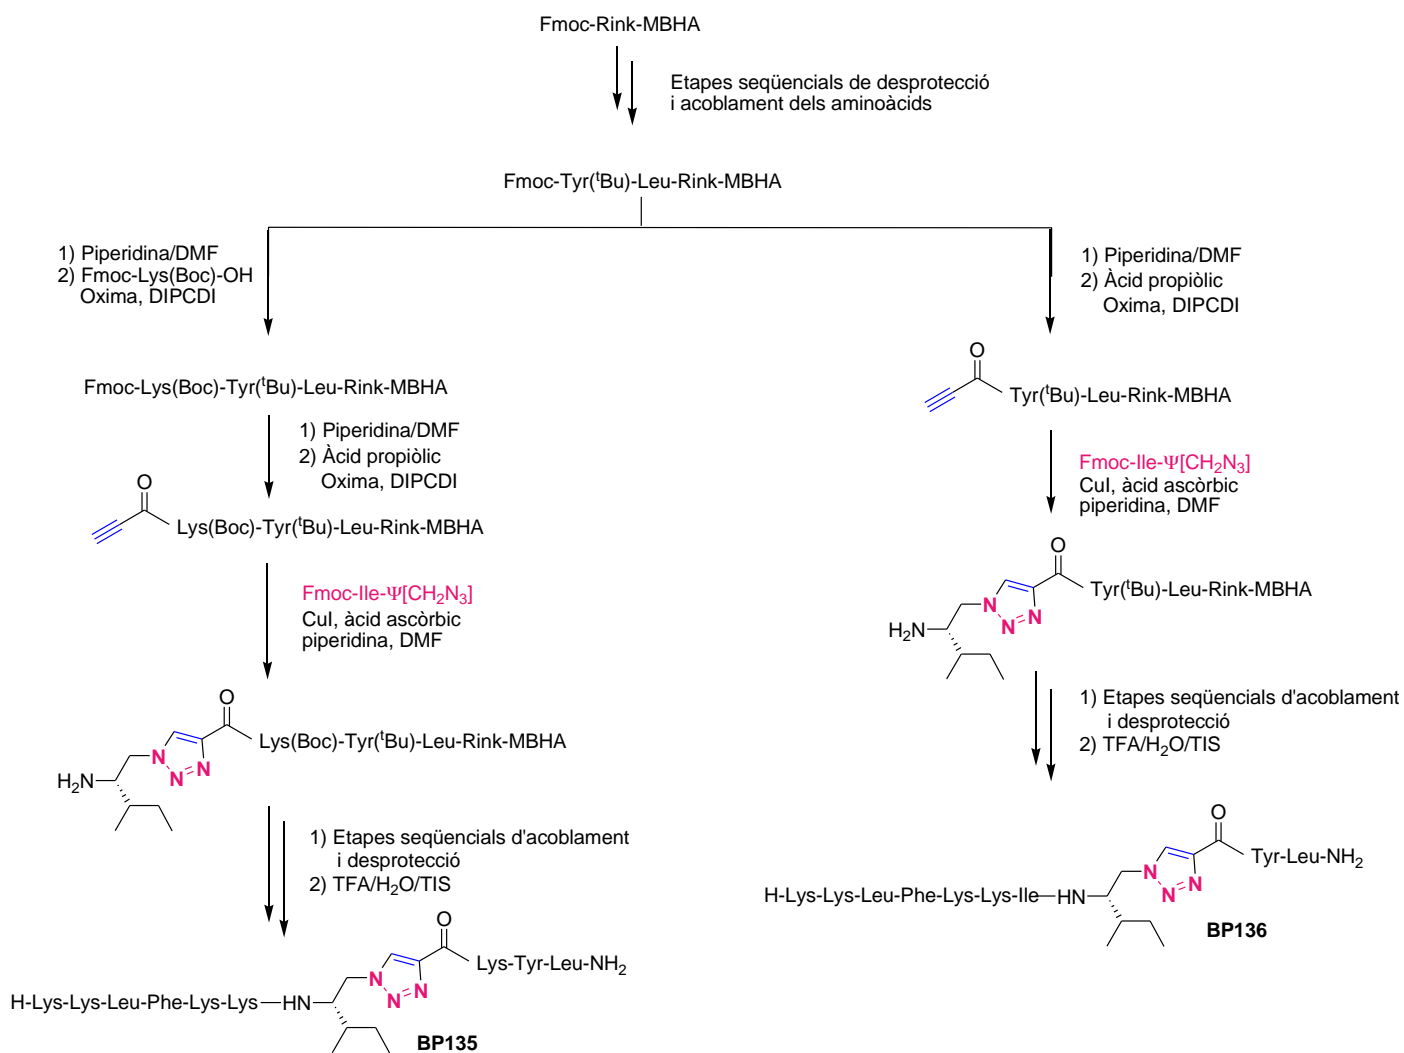 Fmoc-Rink-MBHA
Etapes seqüencials de desprotecció
i acoblament dels aminoàcids
Fmoc-Tyr(ᵗBu)-Leu-Rink-MBHA
1) Piperidina/DMF
2) Fmoc-Lys(Boc)-OH
Oxima, DIPCDI
1) Piperidina/DMF
2) Àcid propiòlic
Oxima, DIPCDI
Fmoc-Lys(Boc)-Tyr(ᵗBu)-Leu-Rink-MBHA
O
Tyr(ᵗBu)-Leu-Rink-MBHA
1) Piperidina/DMF
2) Àcid propiòlic
Oxima, DIPCDI
Fmoc-Ile-Ψ[CH₂N₃]
CuI, àcid ascòrbic
piperidina, DMF
O
Lys(Boc)-Tyr(ᵗBu)-Leu-Rink-MBHA
Fmoc-Ile-Ψ[CH₂N₃]
CuI, àcid ascòrbic
piperidina, DMF
O
Tyr(ᵗBu)-Leu-Rink-MBHA
N
N=N
H₂N
O
Lys(Boc)-Tyr(ᵗBu)-Leu-Rink-MBHA
N
N=N
H₂N
1) Etapes seqüencials d'acoblament
i desprotecció
2) TFA/H₂O/TIS
1) Etapes seqüencials d'acoblament
i desprotecció
2) TFA/H₂O/TIS
O
Tyr-Leu-NH₂
N
N=N
H-Lys-Lys-Leu-Phe-Lys-Lys-Ile—HN
BP136
O
Lys-Tyr-Leu-NH₂
N
N=N
H-Lys-Lys-Leu-Phe-Lys-Lys—HN
BP135